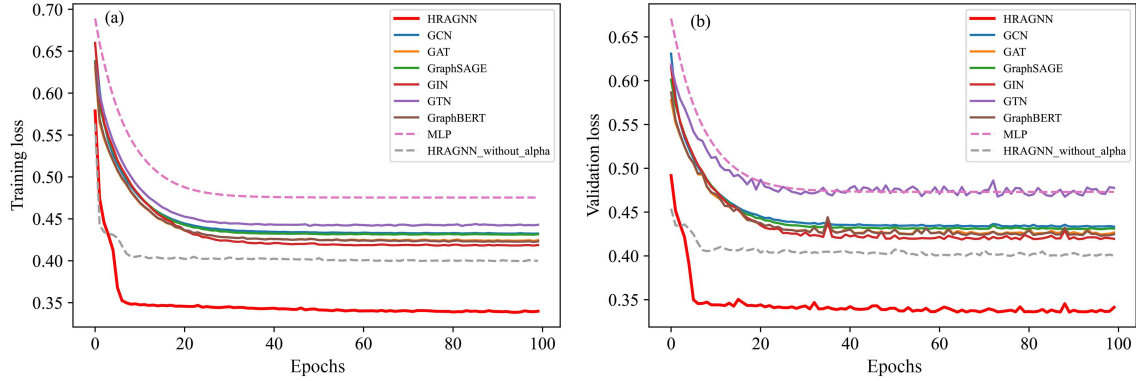 (a)
Training loss
0.70
0.65
0.60
0.55
0.50
0.45
0.40
0.35
HRAGNN
GCN
GAT
GraphSAGE
GIN
GTN
GraphBERT
MLP
HRAGNN_without_alpha
0 20 40 60 80 100
Epochs
(b)
Validation loss
0.65
0.60
0.55
0.50
0.45
0.40
0.35
HRAGNN
GCN
GAT
GraphSAGE
GIN
GTN
GraphBERT
MLP
HRAGNN_without_alpha
0 20 40 60 80 100
Epochs